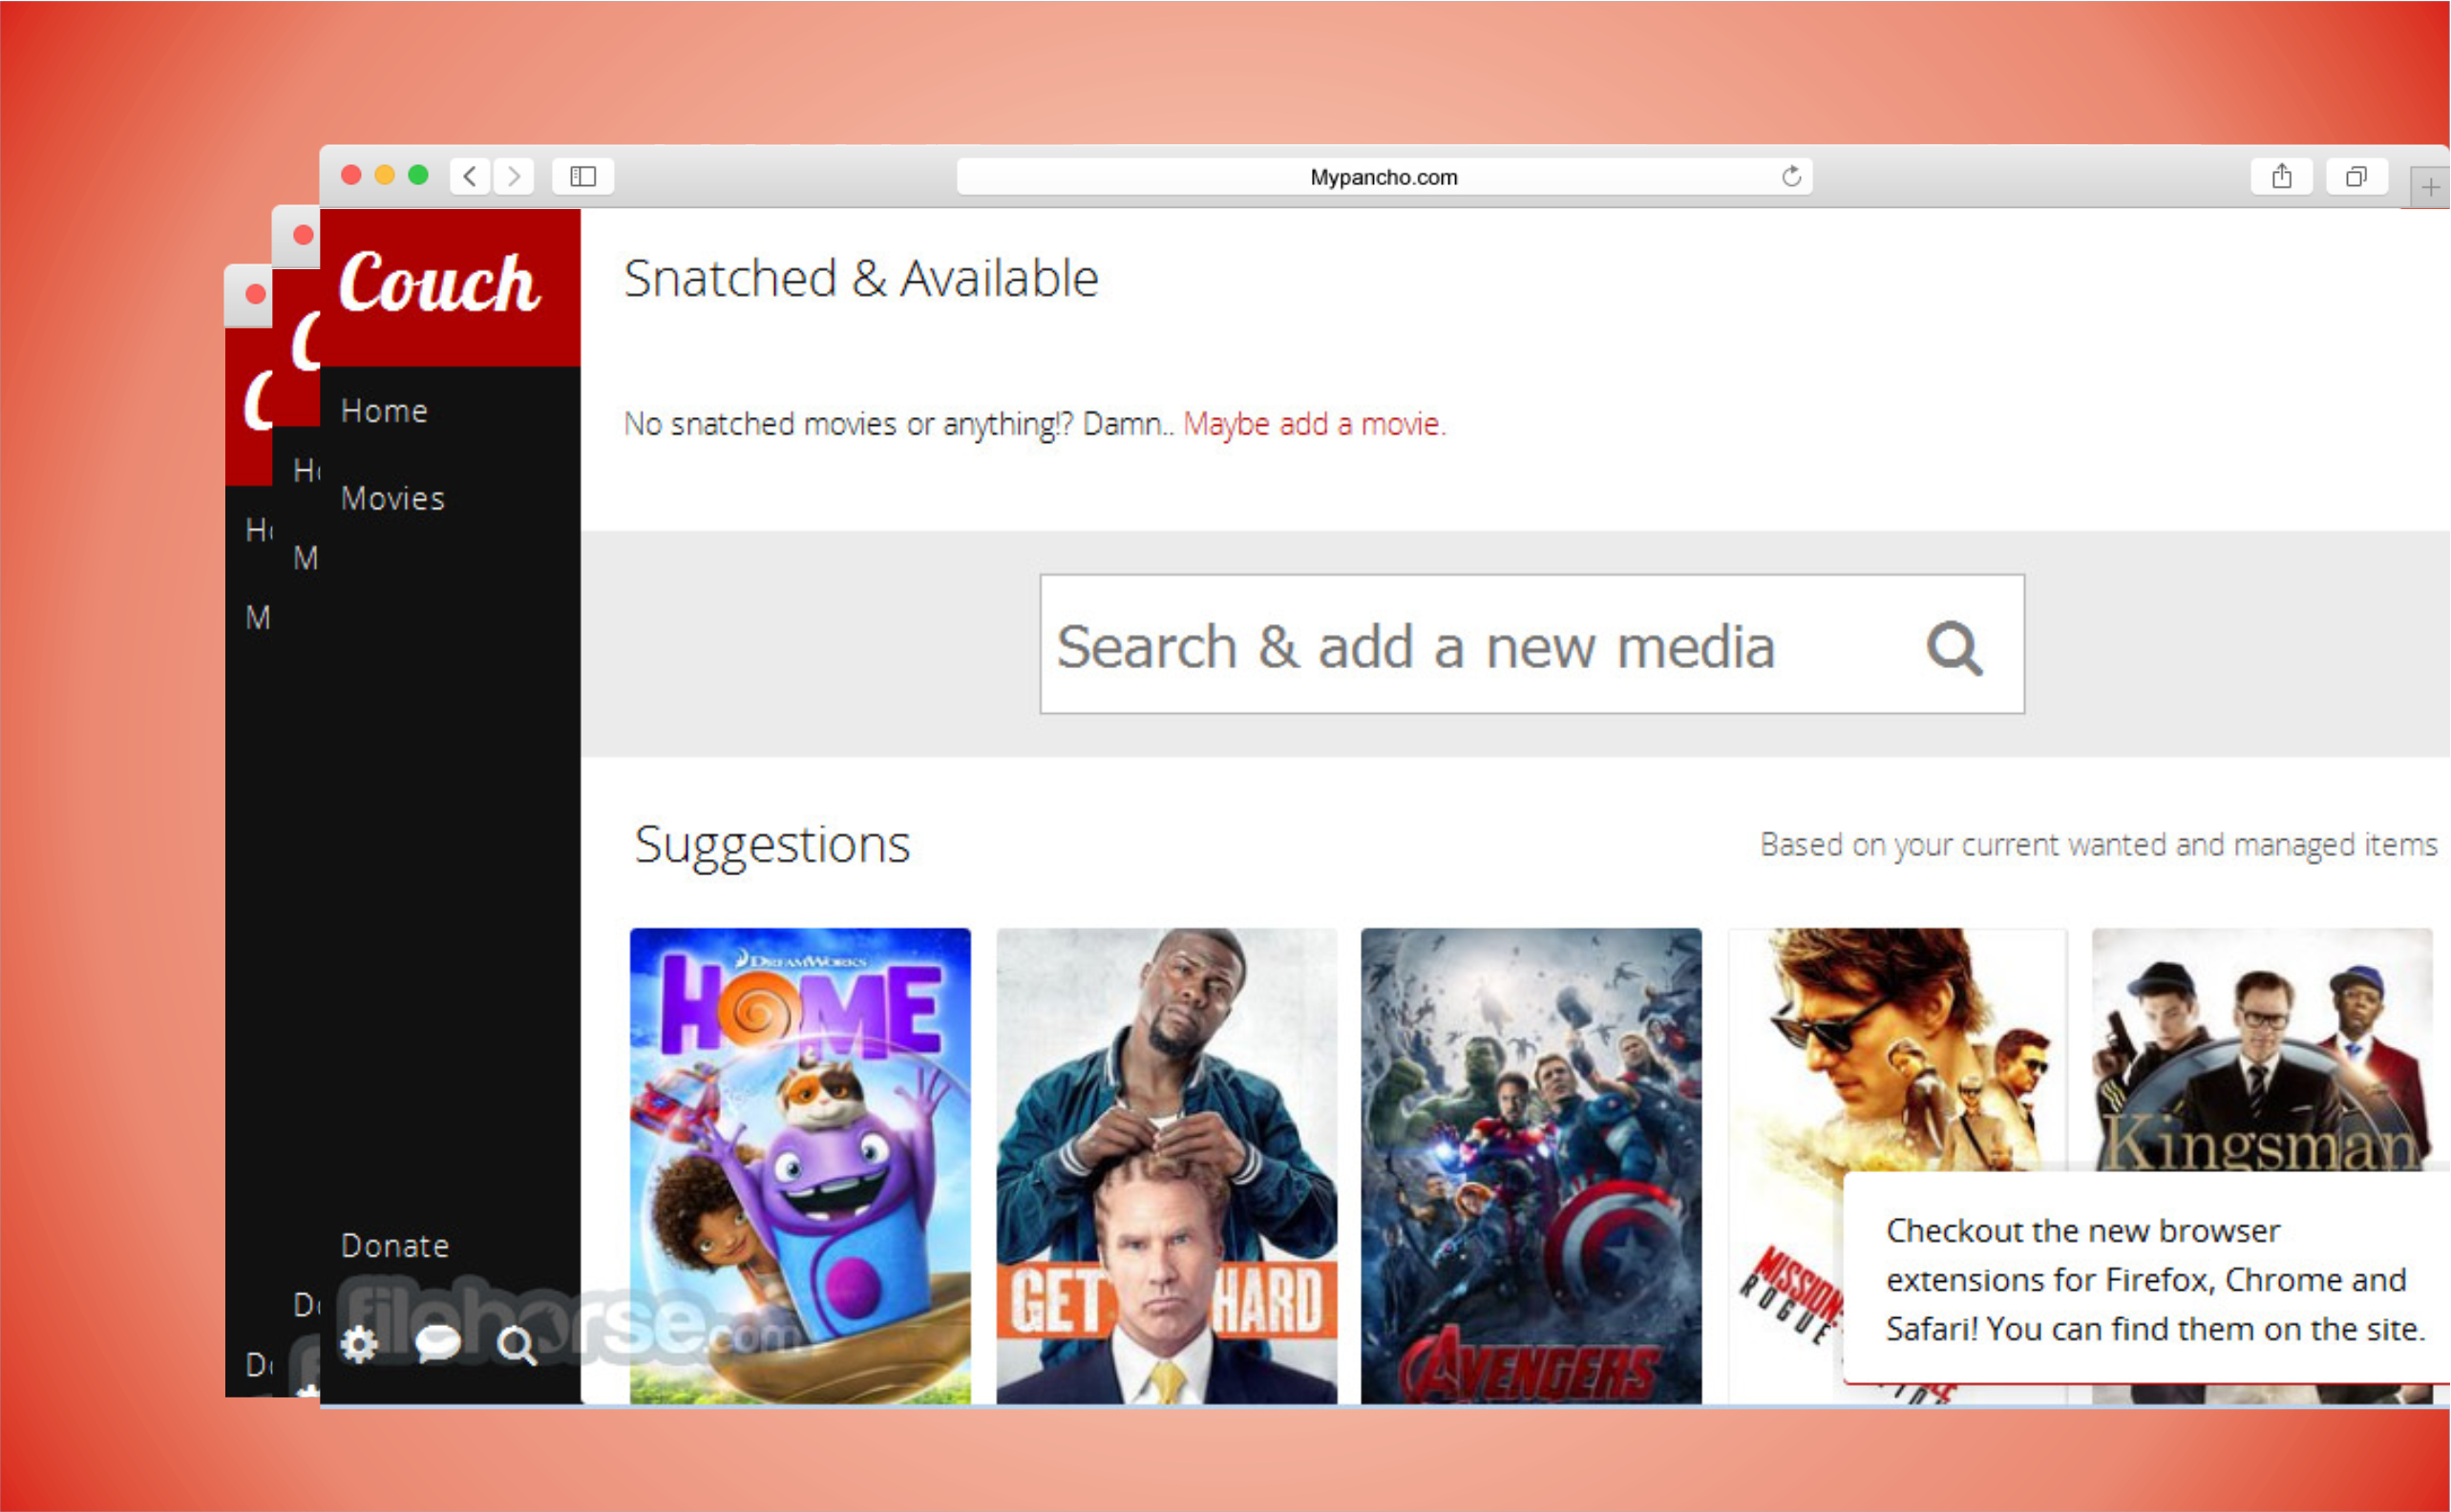 Mypancho.com
Couch
Home
Movies
Donate
Snatched & Available
No snatched movies or anything!? Damn.. Maybe add a movie.
Search & add a new media
Suggestions
Based on your current wanted and managed items
DREAMWORKS
HOME
GET HARD
AVENGERS
MISSION:
ROGUE
Kingsman
Checkout the new browser
extensions for Firefox, Chrome and
Safari! You can find them on the site.
filehorse.com